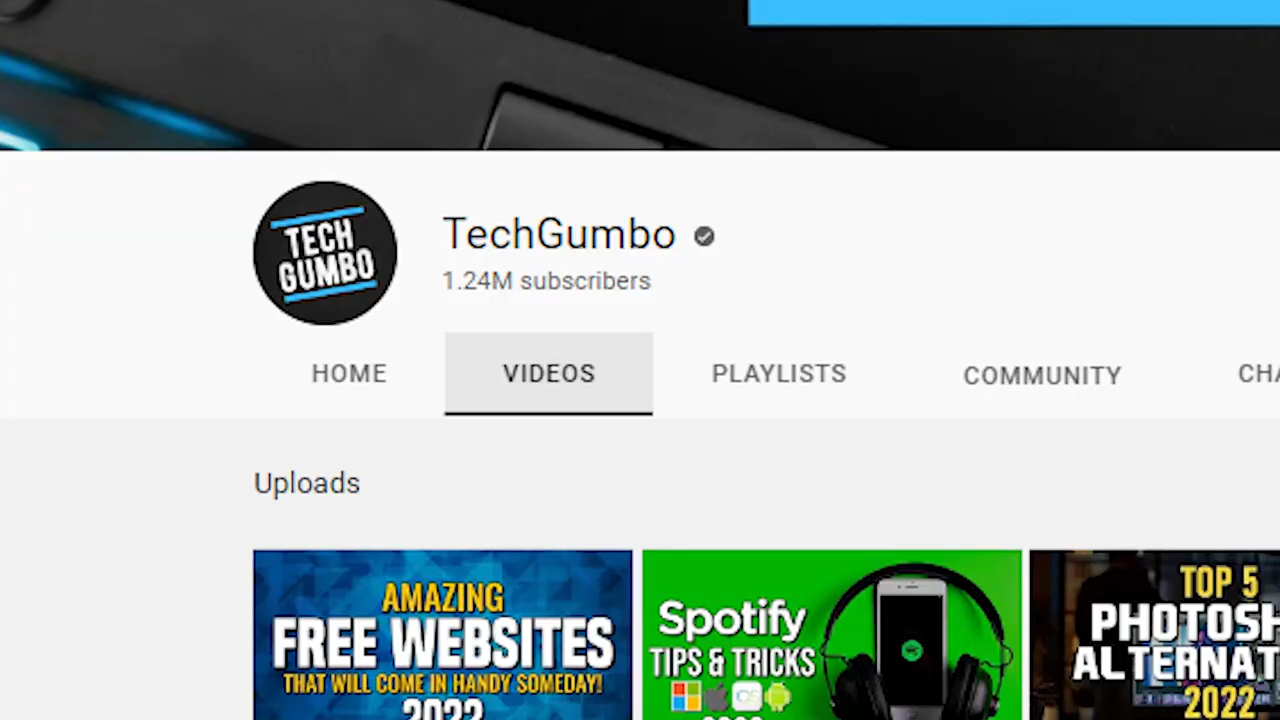 TECH
GUMBO
TechGumbo
1.24M subscribers
HOME
VIDEOS
PLAYLISTS
COMMUNITY
Uploads
AMAZING
FREE WEBSITES
THAT WILL COME IN HANDY SOMEDAY!
2022
Spotify
TIPS & TRICKS
TOP 5
2022